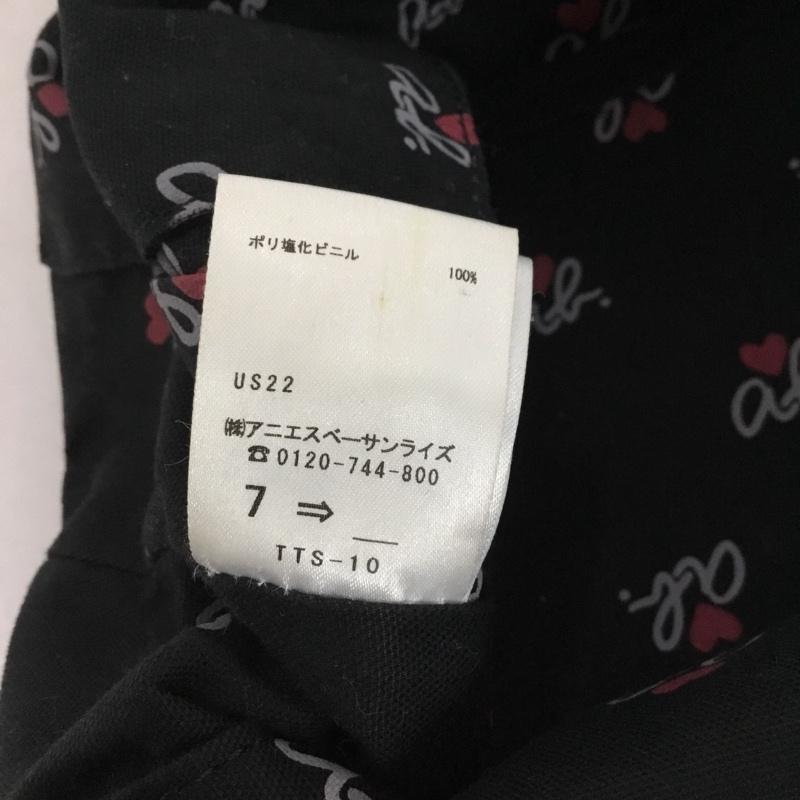 ポリ塩化ビニル
100%
US22
㈱アニエスベーサンライズ
☎0120-744-800
7 ⇒
TTS-10
a.b.
a.b.
a.b.